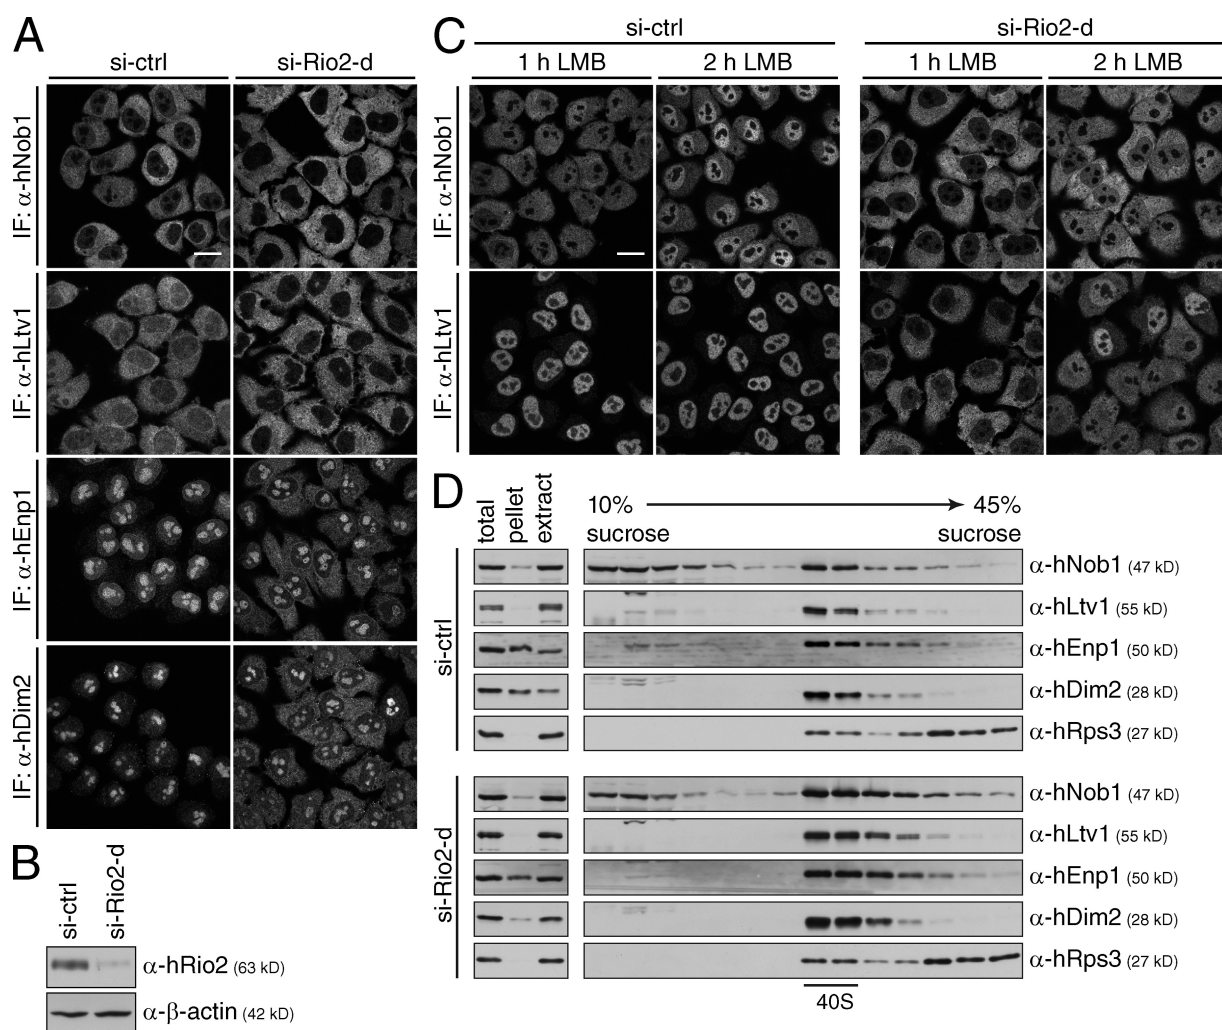 A
si-ctrl
si-Rio2-d
IF: α-hNob1
IF: α-hLtv1
IF: α-hEnp1
IF: α-hDim2
B
si-ctrl
si-Rio2-d
α-hRio2 (63 kD)
α-β-actin (42 kD)
C
si-ctrl
si-Rio2-d
1 h LMB
2 h LMB
1 h LMB
2 h LMB
IF: α-hNob1
IF: α-hLtv1
D
total
pellet
extract
10%
45%
sucrose
sucrose
si-ctrl
α-hNob1 (47 kD)
α-hLtv1 (55 kD)
α-hEnp1 (50 kD)
α-hDim2 (28 kD)
α-hRps3 (27 kD)
si-Rio2-d
α-hNob1 (47 kD)
α-hLtv1 (55 kD)
α-hEnp1 (50 kD)
α-hDim2 (28 kD)
α-hRps3 (27 kD)
40S